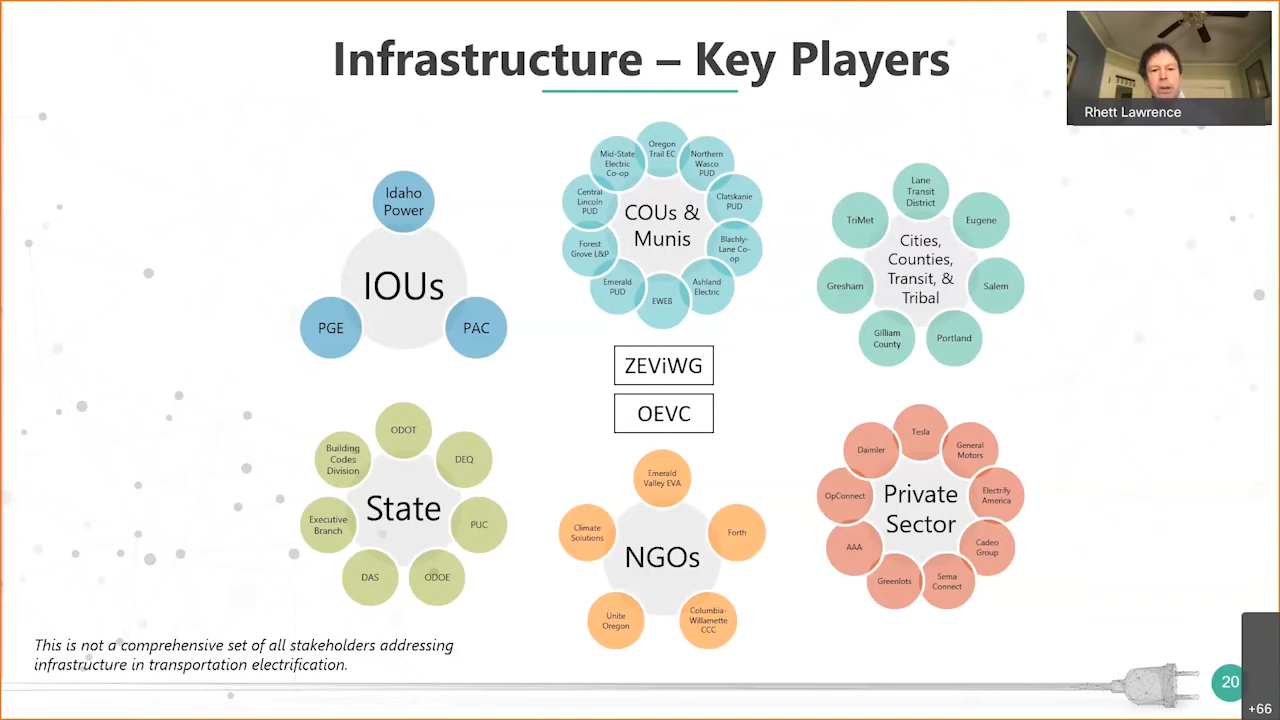 Infrastructure – Key Players
Rhett Lawrence
Idaho
Power
IOUs
PGE
PAC
Oregon
Trail EC
Northern
Wasco
PUD
Clatskanie
PUD
Blachly-
Lane Co-
op
Ashland
Electric
EWEB
Emerald
PUD
Forest
Grove L&P
Central
Lincoln
PUD
Mid-State
Electric
Co-op
COUs &
Munis
Lane
Transit
District
Eugene
Salem
Portland
Gilliam
County
Gresham
TriMet
Cities,
Counties,
Transit, &
Tribal
ZEViWG
OEVC
ODOT
DEQ
PUC
ODOE
DAS
Executive
Branch
Building
Codes
Division
State
Emerald
Valley EVA
Forth
Columbia-
Willamette
CCC
Unite
Oregon
Climate
Solutions
NGOs
Tesla
General
Motors
Electrify
America
Cadeo
Group
Sema
Connect
Greenlots
AAA
OpConnect
Daimler
Private
Sector
This is not a comprehensive set of all stakeholders addressing
infrastructure in transportation electrification.
20
+66